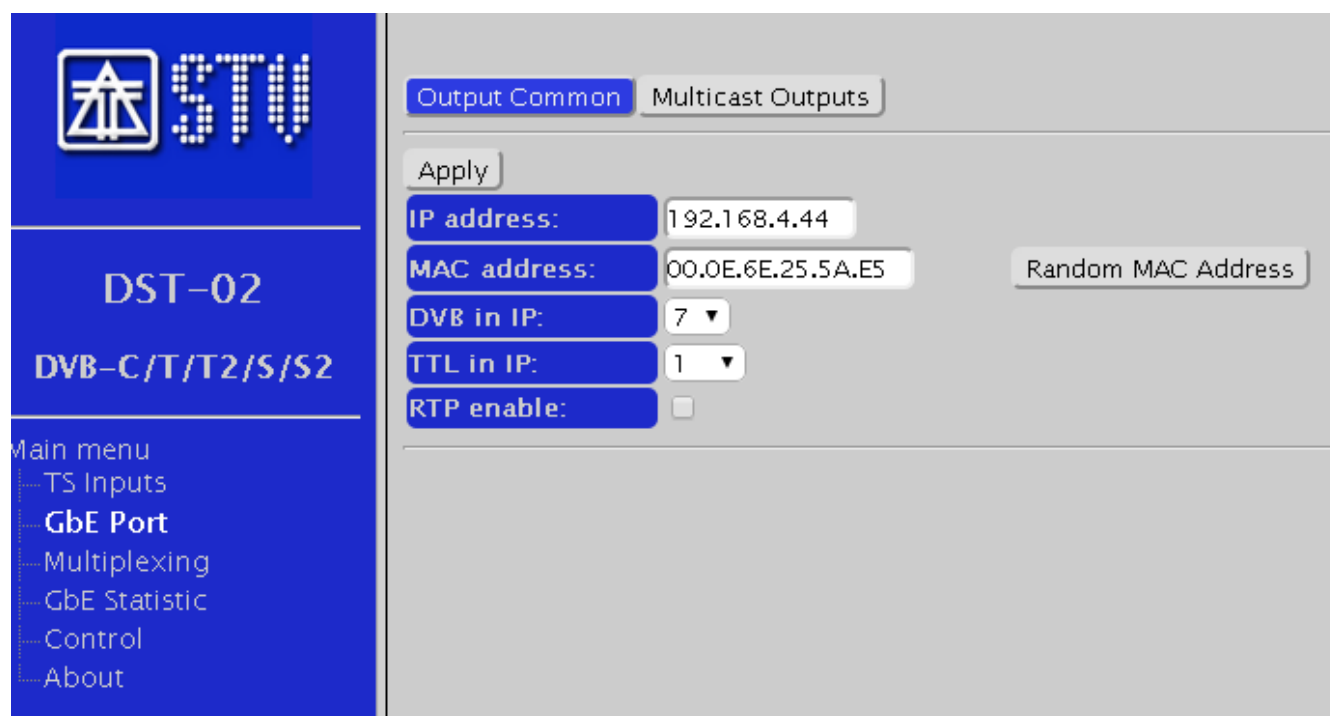 STV
DST-02
DVB-C/T/T2/S/S2
Main menu
TS Inputs
GbE Port
Multiplexing
GbE Statistic
Control
About
Output Common Multicast Outputs
Apply
IP address: 192.168.4.44
MAC address: 00.0E.6E.25.5A.E5 Random MAC Address
DVB in IP: 7
TTL in IP: 1
RTP enable: